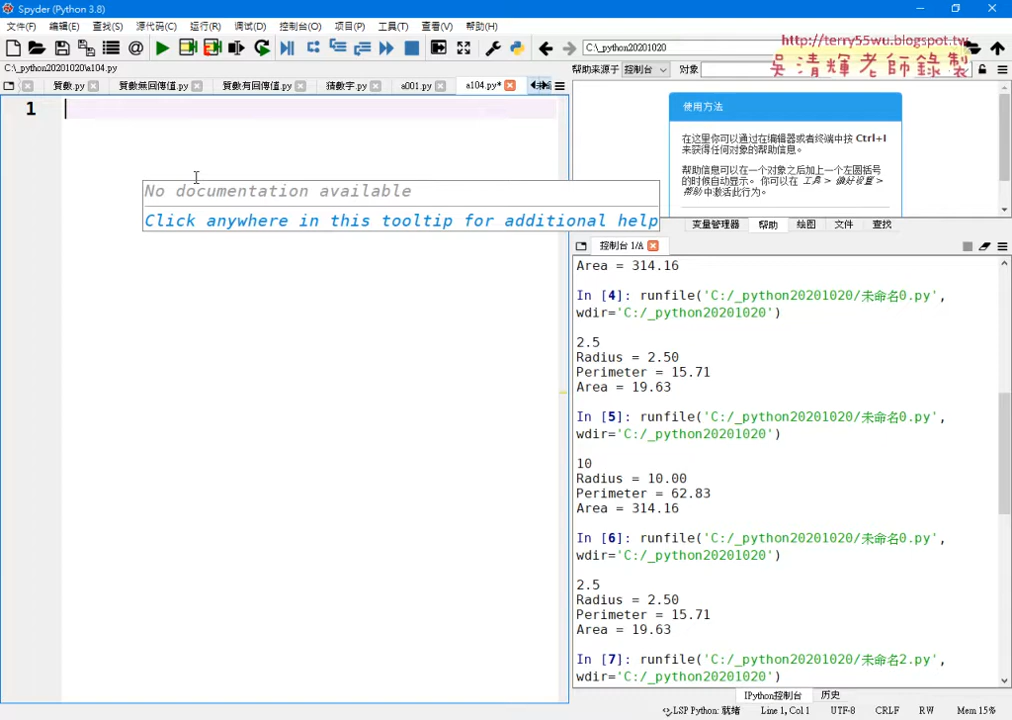 Spyder (Python 3.8)
文件(F) 编辑(E) 查找(S) 源代码(C) 运行(R) 调试(D) 控制台(O) 项目(P) 工具(T) 查看(V) 帮助(H)
C:\_python20201020
http://terry55wu.blogspot.tw
吳清輝老師錄製
C:\_python20201020\a104.py
帮助来源于 控制台 对象
質數.py 質數無回傳值.py 質數有回傳值.py 猜數字.py a001.py a104.py*
1
No documentation available
Click anywhere in this tooltip for additional help
使用方法
在这里你可以通过在编辑器或者终端中按 Ctrl+I
来获得任何对象的帮助信息。
帮助信息可以在一个对象之后加上一个左圆括号
的时候自动显示。 你可以在 工具 > 偏好设置 >
帮助 中激活此行为。
变量管理器 帮助 绘图 文件 查找
控制台 1/A
Area = 314.16
In [4]: runfile('C:/_python20201020/未命名0.py',
wdir='C:/_python20201020')
2.5
Radius = 2.50
Perimeter = 15.71
Area = 19.63
In [5]: runfile('C:/_python20201020/未命名0.py',
wdir='C:/_python20201020')
10
Radius = 10.00
Perimeter = 62.83
Area = 314.16
In [6]: runfile('C:/_python20201020/未命名0.py',
wdir='C:/_python20201020')
2.5
Radius = 2.50
Perimeter = 15.71
Area = 19.63
In [7]: runfile('C:/_python20201020/未命名2.py',
wdir='C:/_python20201020')
IPython控制台 历史
LSP Python: 就绪 Line 1, Col 1 UTF-8 CRLF RW Mem 15%